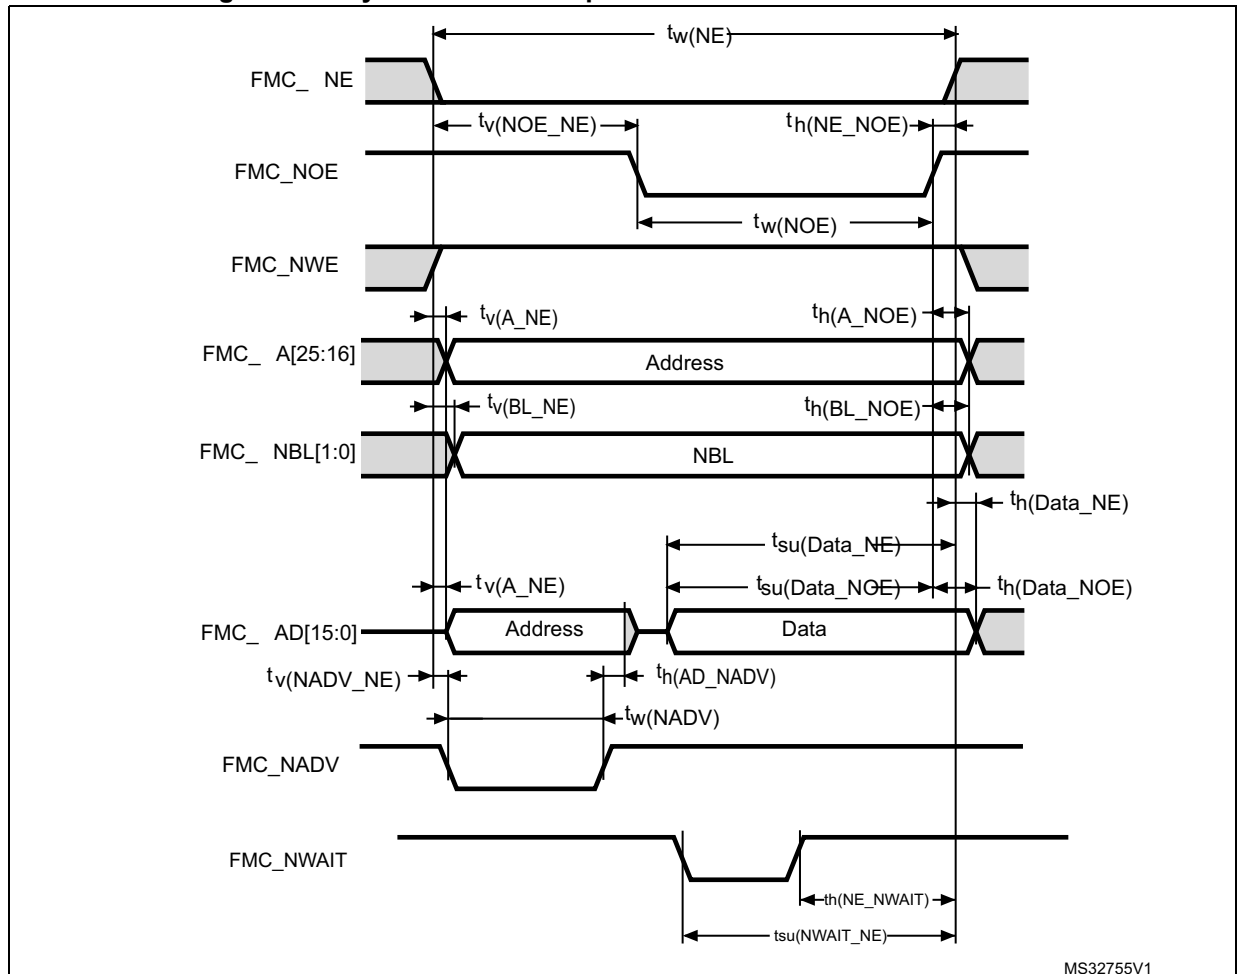 tw(NE)
FMC_ NE
tv(NOE_NE)
th(NE_NOE)
FMC_NOE
tw(NOE)
FMC_NWE
tv(A_NE)
th(A_NOE)
FMC_ A[25:16]
Address
tv(BL_NE)
th(BL_NOE)
FMC_ NBL[1:0]
NBL
th(Data_NE)
tsu(Data_NE)
tv(A_NE)
tsu(Data_NOE)
th(Data_NOE)
FMC_ AD[15:0]
Address
Data
tv(NADV_NE)
th(AD_NADV)
tw(NADV)
FMC_NADV
FMC_NWAIT
th(NE_NWAIT)
tsu(NWAIT_NE)
MS32755V1